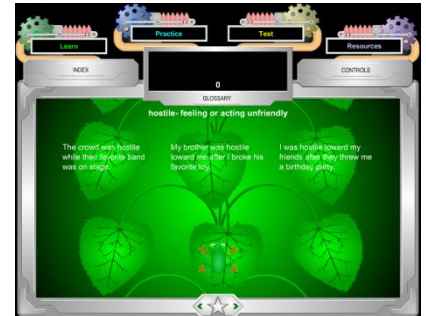 Learn
Practice
Test
Resources
INDEX
0
CONTROLS
GLOSSARY
hostile- feeling or acting unfriendly
The crowd was hostile
while their favorite band
was on stage.
My brother was hostile
toward me after I broke his
favorite toy.
I was hostile toward my
friends after they threw me
a birthday party.